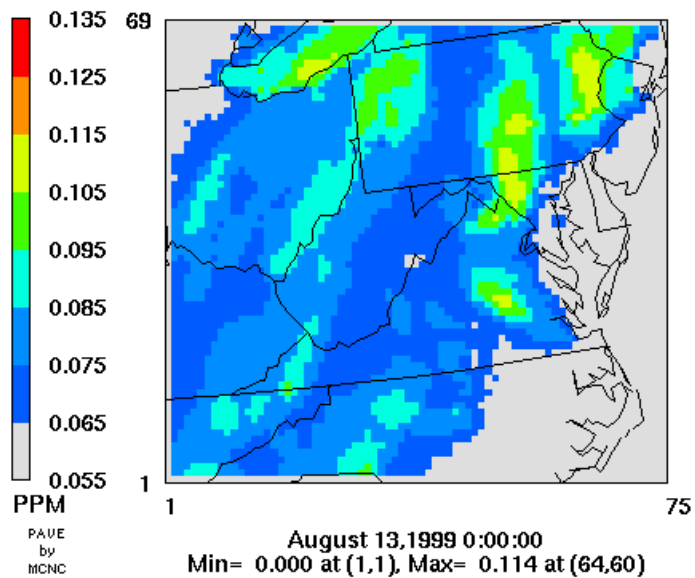 0.135
0.125
0.115
0.105
0.095
0.085
0.075
0.065
0.055
PPM
PAVE
by
MCNC
69
1
1
75
August 13,1999 0:00:00
Min= 0.000 at (1,1), Max= 0.114 at (64,60)